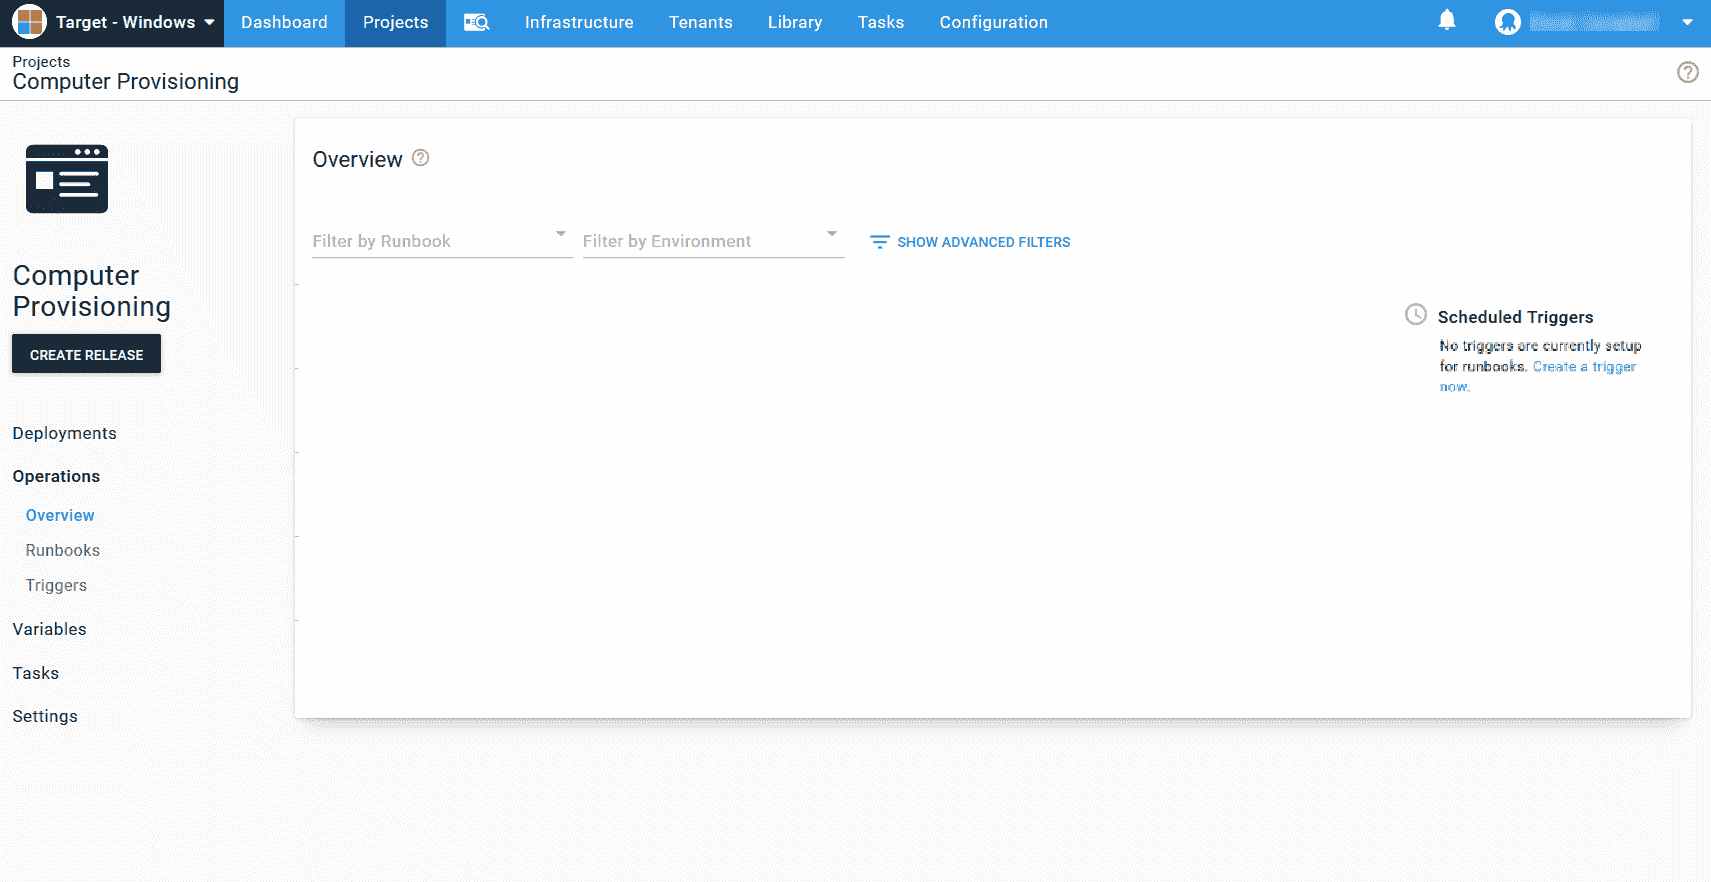 Target - Windows Dashboard Projects Infrastructure Tenants Library Tasks Configuration
Projects
Computer Provisioning
Overview
Filter by Runbook Filter by Environment SHOW ADVANCED FILTERS
Computer
Provisioning
CREATE RELEASE
Scheduled Triggers
No triggers are currently setup
for runbooks. Create a trigger
now.
Deployments
Operations
Overview
Runbooks
Triggers
Variables
Tasks
Settings